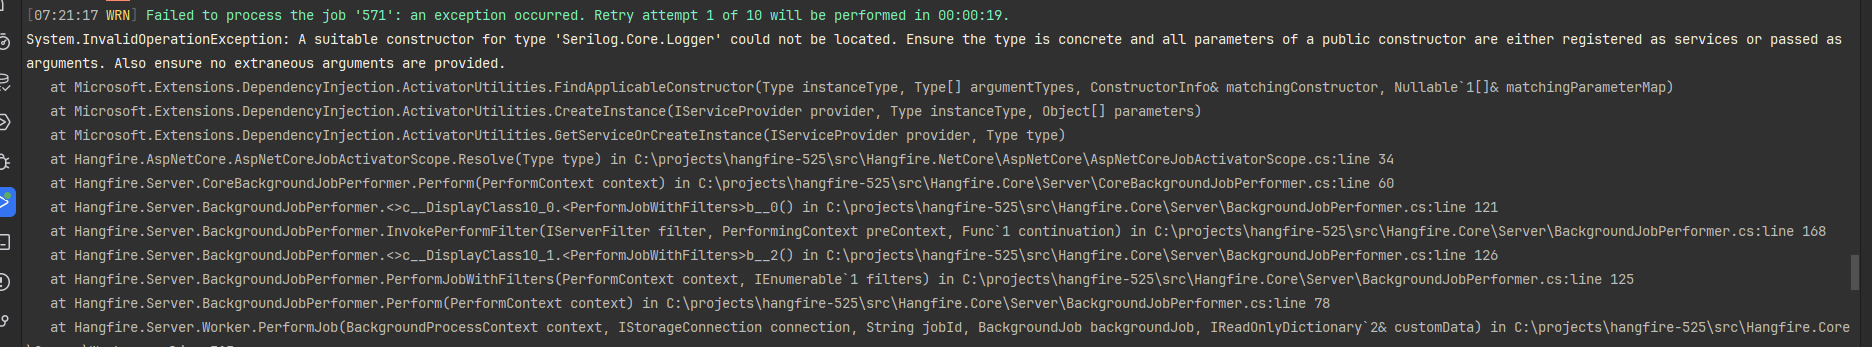 [07:21:17 WRN] Failed to process the job '571': an exception occurred. Retry attempt 1 of 10 will be performed in 00:00:19.
System.InvalidOperationException: A suitable constructor for type 'Serilog.Core.Logger' could not be located. Ensure the type is concrete and all parameters of a public constructor are either registered as services or passed as
arguments. Also ensure no extraneous arguments are provided.
at Microsoft.Extensions.DependencyInjection.ActivatorUtilities.FindApplicableConstructor(Type instanceType, Type[] argumentTypes, ConstructorInfo& matchingConstructor, Nullable`1[]& matchingParameterMap)
at Microsoft.Extensions.DependencyInjection.ActivatorUtilities.CreateInstance(IServiceProvider provider, Type instanceType, Object[] parameters)
at Microsoft.Extensions.DependencyInjection.ActivatorUtilities.GetServiceOrCreateInstance(IServiceProvider provider, Type type)
at Hangfire.AspNetCore.AspNetCoreJobActivatorScope.Resolve(Type type) in C:\projects\hangfire-525\src\Hangfire.NetCore\AspNetCore\AspNetCoreJobActivatorScope.cs:line 34
at Hangfire.Server.CoreBackgroundJobPerformer.Perform(PerformContext context) in C:\projects\hangfire-525\src\Hangfire.Core\Server\CoreBackgroundJobPerformer.cs:line 60
at Hangfire.Server.BackgroundJobPerformer.<>c__DisplayClass10_0.<PerformJobWithFilters>b__0() in C:\projects\hangfire-525\src\Hangfire.Core\Server\BackgroundJobPerformer.cs:line 121
at Hangfire.Server.BackgroundJobPerformer.InvokePerformFilter(IServerFilter filter, PerformingContext preContext, Func`1 continuation) in C:\projects\hangfire-525\src\Hangfire.Core\Server\BackgroundJobPerformer.cs:line 168
at Hangfire.Server.BackgroundJobPerformer.<>c__DisplayClass10_1.<PerformJobWithFilters>b__2() in C:\projects\hangfire-525\src\Hangfire.Core\Server\BackgroundJobPerformer.cs:line 126
at Hangfire.Server.BackgroundJobPerformer.PerformJobWithFilters(PerformContext context, IEnumerable`1 filters) in C:\projects\hangfire-525\src\Hangfire.Core\Server\BackgroundJobPerformer.cs:line 125
at Hangfire.Server.BackgroundJobPerformer.Perform(PerformContext context) in C:\projects\hangfire-525\src\Hangfire.Core\Server\BackgroundJobPerformer.cs:line 78
at Hangfire.Server.Worker.PerformJob(BackgroundProcessContext context, IStorageConnection connection, String jobId, BackgroundJob backgroundJob, IReadOnlyDictionary`2& customData) in C:\projects\hangfire-525\src\Hangfire.Core